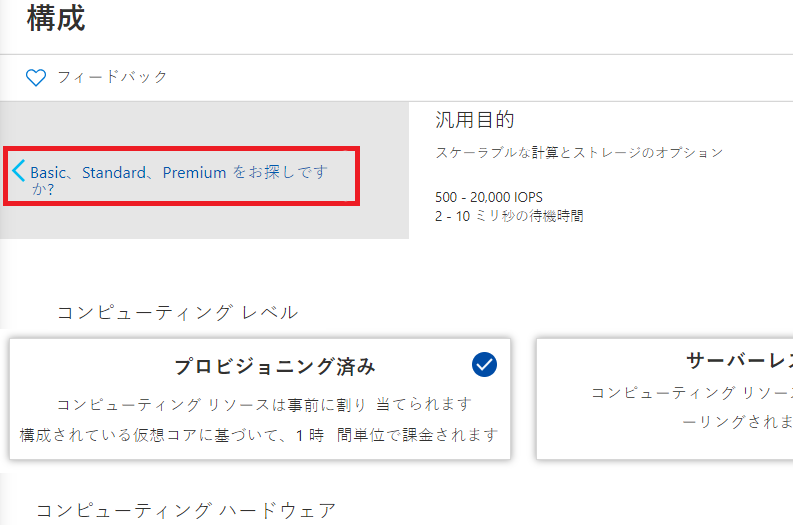 構成
フィードバック
Basic、Standard、Premium をお探しです
か?
汎用目的
スケーラブルな計算とストレージのオプション
500 - 20,000 IOPS
2 - 10 ミリ秒の待機時間
コンピューティング レベル
プロビジョニング済み
コンピューティング リソースは事前に割り 当てられます
構成されている仮想コアに基づいて、1 時 間単位で課金されます
サーバーレス
コンピューティング リソー
ーリングされま
コンピューティング ハードウェア